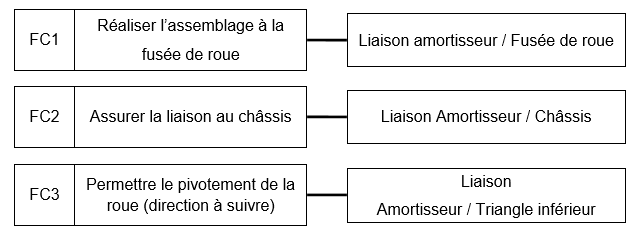 FC1
Réaliser l'assemblage à la
fusée de roue
Liaison amortisseur / Fusée de roue
FC2
Assurer la liaison au châssis
Liaison Amortisseur / Châssis
FC3
Permettre le pivotement de la
roue (direction à suivre)
Liaison
Amortisseur / Triangle inférieur